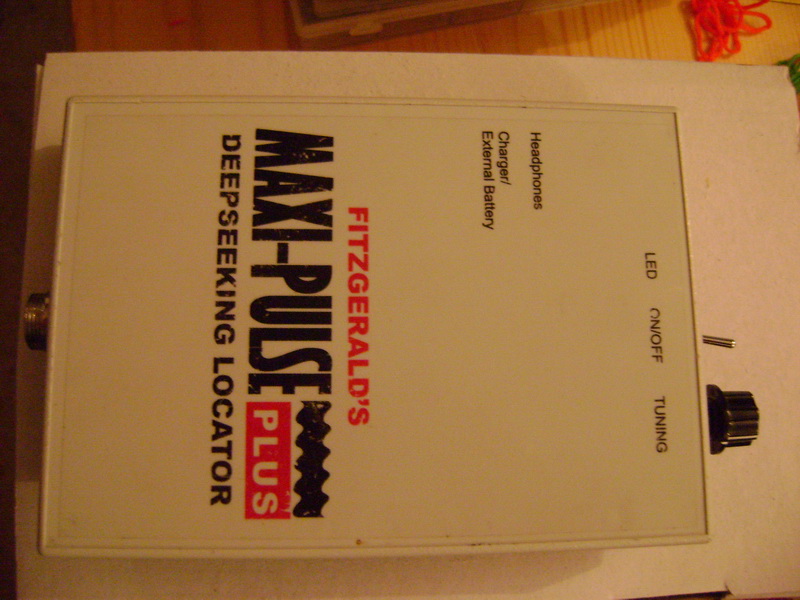 LED ON/OFF TUNING
Headphones
Charger/
External Battery
FITZGERALD'S
MAXI-PULSE
PLUS
DEEPSEEKING LOCATOR